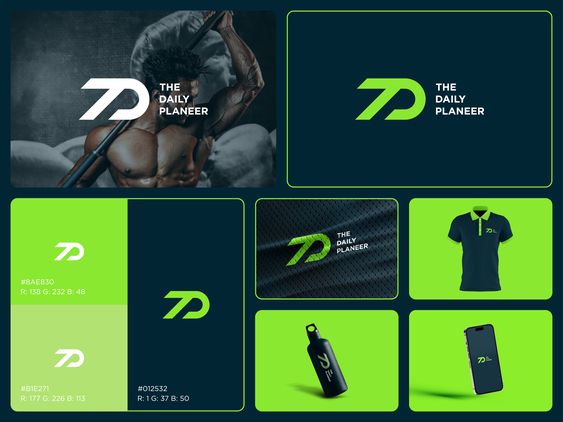 THE
DAILY
PLANEER
THE
DAILY
PLANEER
#8AE830
R: 138 G: 232 B: 48
#B1E271
R: 177 G: 226 B: 113
#012532
R: 1 G: 37 B: 50
THE
DAILY
PLANEER